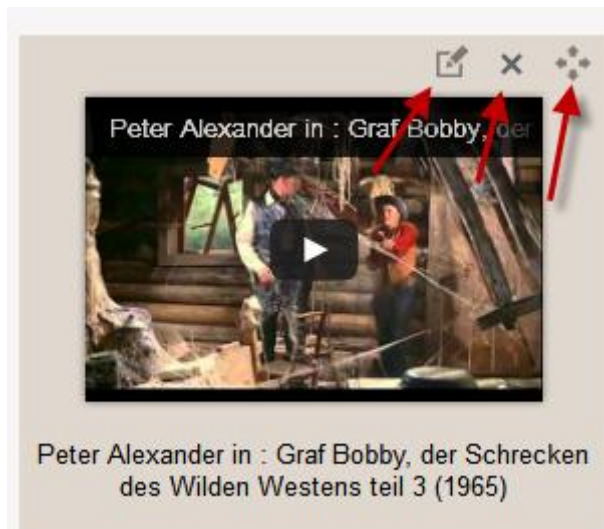 Peter Alexander in : Graf Bobby, der
Peter Alexander in : Graf Bobby, der Schrecken
des Wilden Westens teil 3 (1965)